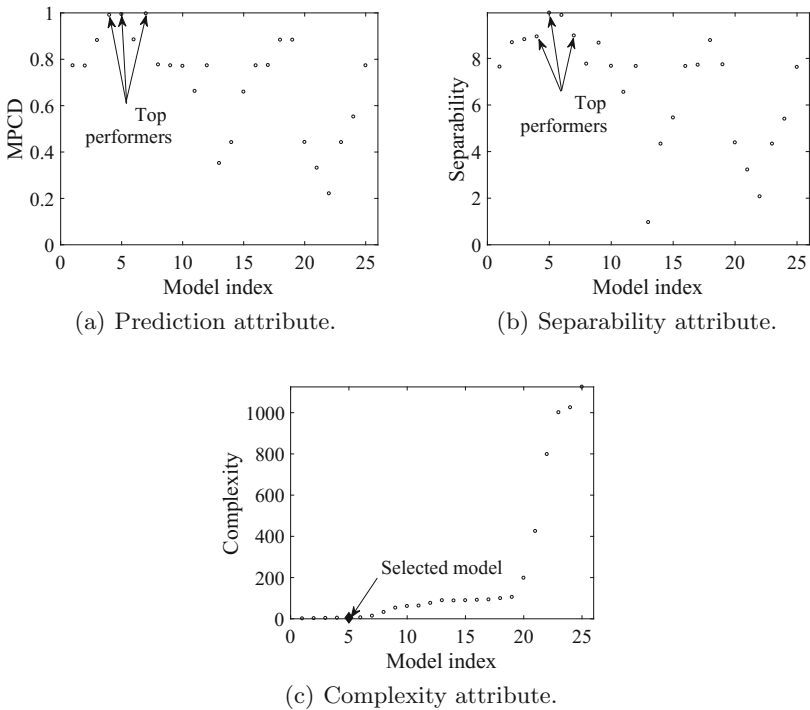 MPCD
1
0.8
0.6
0.4
0.2
0
Top
performers
0 5 10 15 20 25
Model index
(a) Prediction attribute.
Separability
8
6
4
2
0
Top
performers
0 5 10 15 20 25
Model index
(b) Separability attribute.
Complexity
1000
800
600
400
200
0
Selected model
0 5 10 15 20 25
Model index
(c) Complexity attribute.